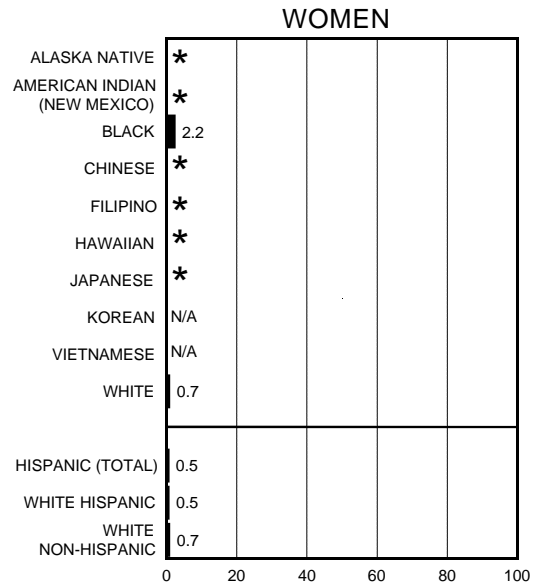 WOMEN
ALASKA NATIVE *
AMERICAN INDIAN
(NEW MEXICO) *
BLACK 2.2
CHINESE *
FILIPINO *
HAWAIIAN *
JAPANESE *
KOREAN N/A
VIETNAMESE N/A
WHITE 0.7
HISPANIC (TOTAL) 0.5
WHITE HISPANIC 0.5
WHITE
NON-HISPANIC 0.7
0 20 40 60 80 100